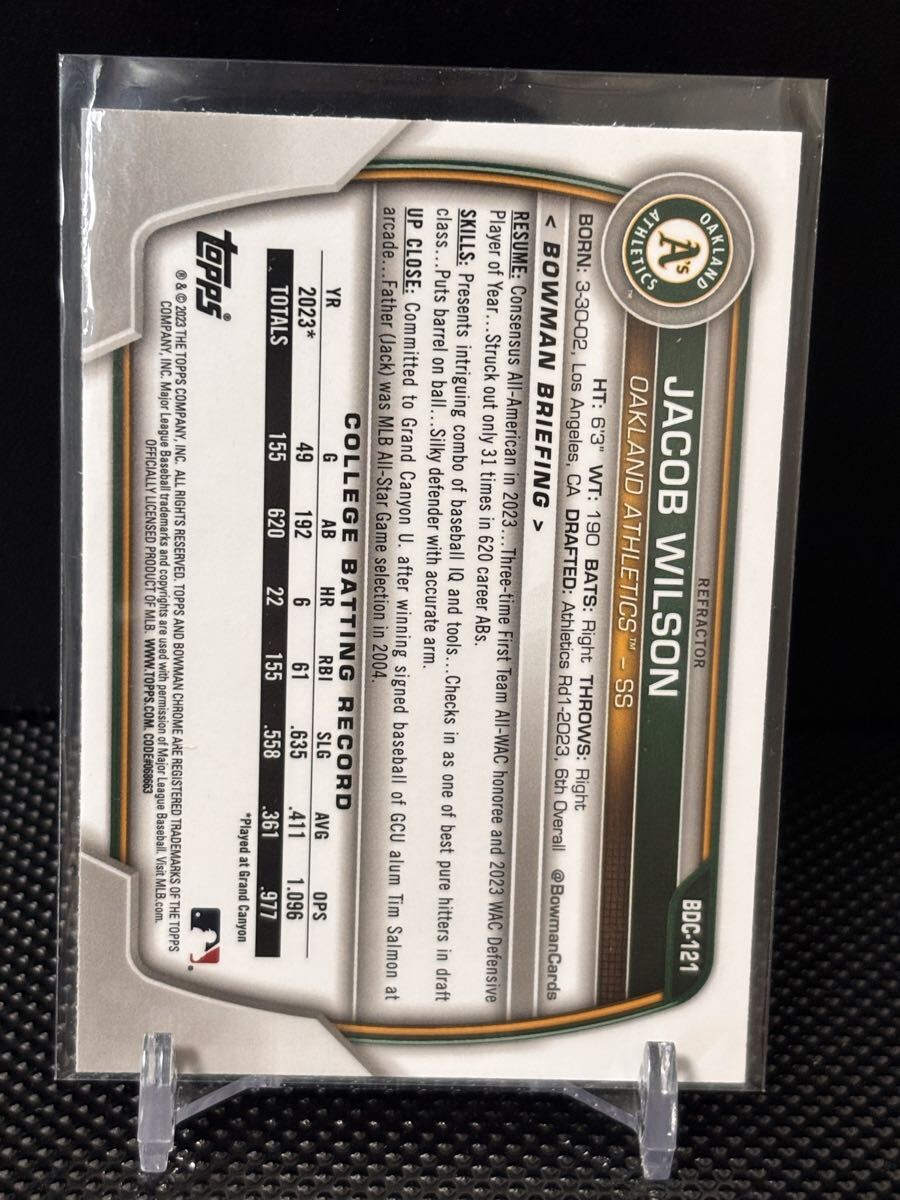 REFRACTOR
BDC-121
OAKLAND ATHLETICS™
A's
JACOB WILSON
OAKLAND ATHLETICS™ – SS
HT: 6'3" WT: 190 BATS: Right THROWS: Right
BORN: 3-30-02, Los Angeles, CA DRAFTED: Athletics Rd1-2023, 6th Overall @BowmanCards
< BOWMAN BRIEFING >
RESUME: Consensus All-American in 2023...Three-time First Team All-WAC honoree and 2023 WAC Defensive
Player of Year...Struck out only 31 times in 620 career ABs.
SKILLS: Presents intriguing combo of baseball IQ and tools...Checks in as one of best pure hitters in draft
class...Puts barrel on ball...Silky defender with accurate arm.
UP CLOSE: Committed to Grand Canyon U. after winning signed baseball of GCU alum Tim Salmon at
arcade...Father (Jack) was MLB All-Star Game selection in 2004.
COLLEGE BATTING RECORD
YR G AB HR RBI SLG AVG OPS
2023* 49 192 6 61 .635 .411 1.096
TOTALS 155 620 22 155 .558 .361 .977
*Played at Grand Canyon
topps®
® & © 2023 THE TOPPS COMPANY, INC. ALL RIGHTS RESERVED. TOPPS AND BOWMAN CHROME ARE REGISTERED TRADEMARKS OF THE TOPPS
COMPANY, INC. Major League Baseball trademarks and copyrights are used with permission of Major League Baseball. Visit MLB.com.
OFFICIALLY LICENSED PRODUCT OF MLB. WWW.TOPPS.COM. CODE#068663